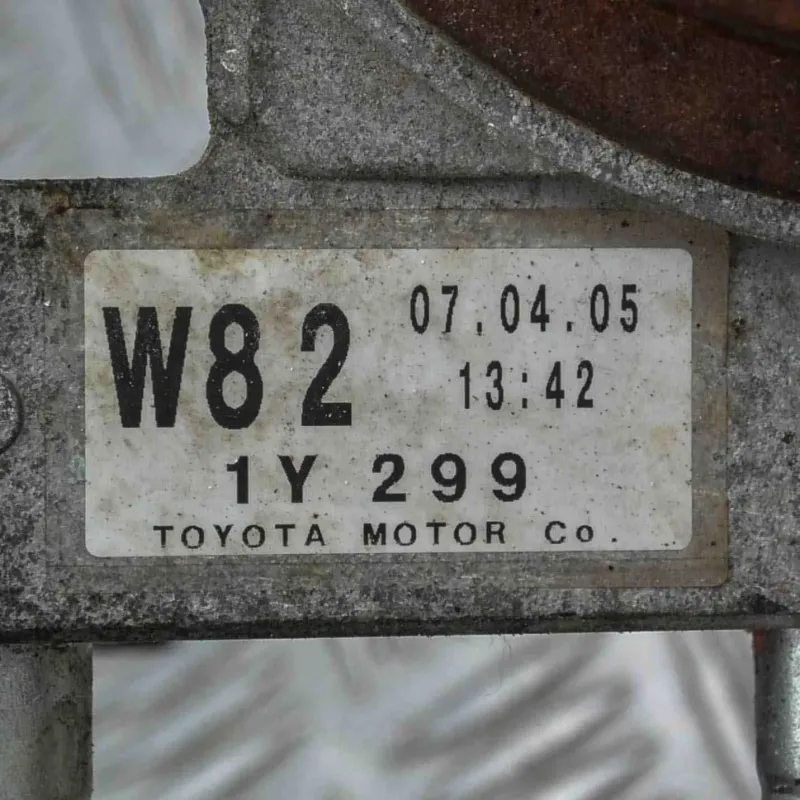 W82 07.04.05
13:42
1Y 299
TOYOTA MOTOR Co.